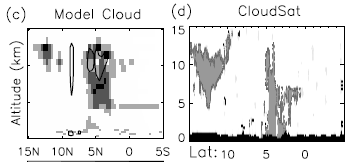 (c) Model Cloud
Altitude (km)
15N 10N 5N 0 5S
(d) CloudSat
15
10
5
0
Lat: 10 5 0